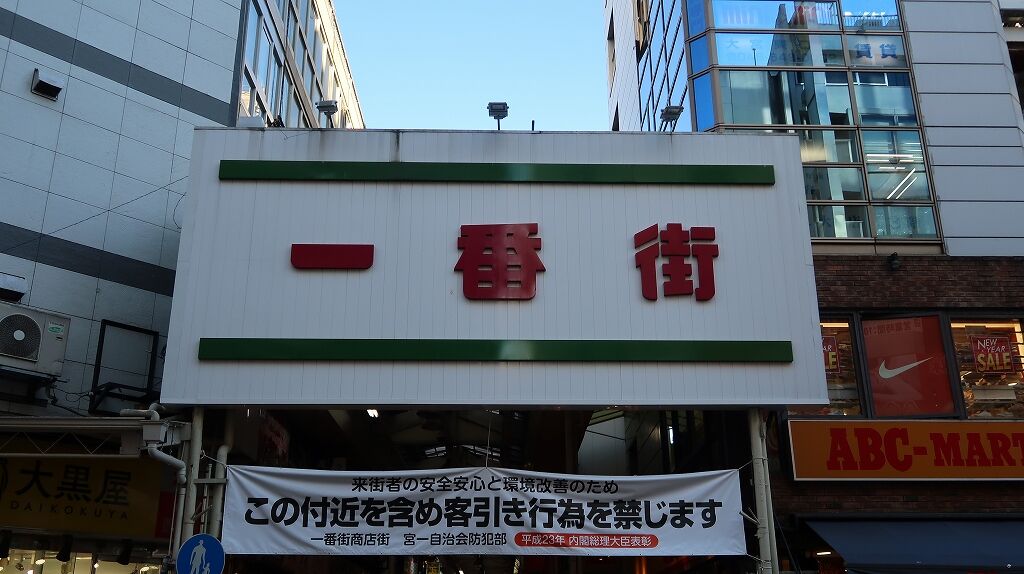 一番街
来街者の安全安心と環境改善のため
この付近を含め客引き行為を禁じます
一番街商店街 宮一自治会防犯部 平成23年 内閣総理大臣表彰
大黒屋
DAIKOKUYA
NEW YEAR
SALE
ABC-MART
賃貸